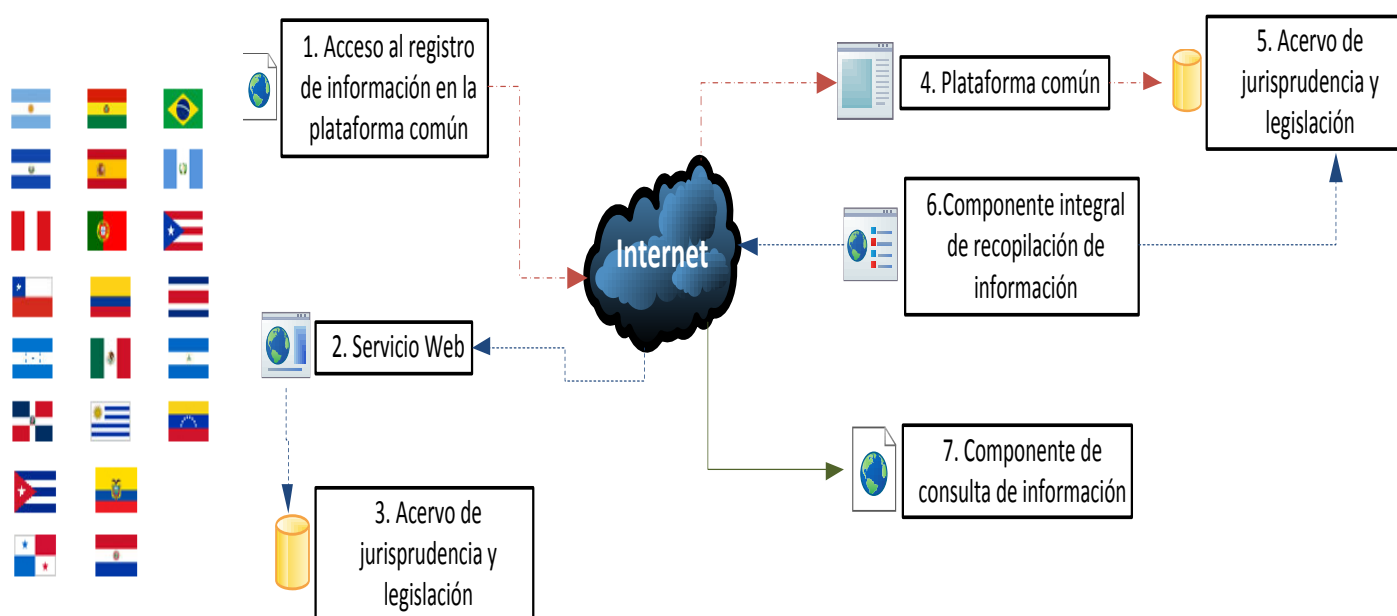 1. Acceso al registro
de información en la
plataforma común
2. Servicio Web
3. Acervo de
jurisprudencia y
legislación
Internet
4. Plataforma común
5. Acervo de
jurisprudencia y
legislación
6.Componente integral
de recopilación de
información
7. Componente de
consulta de información